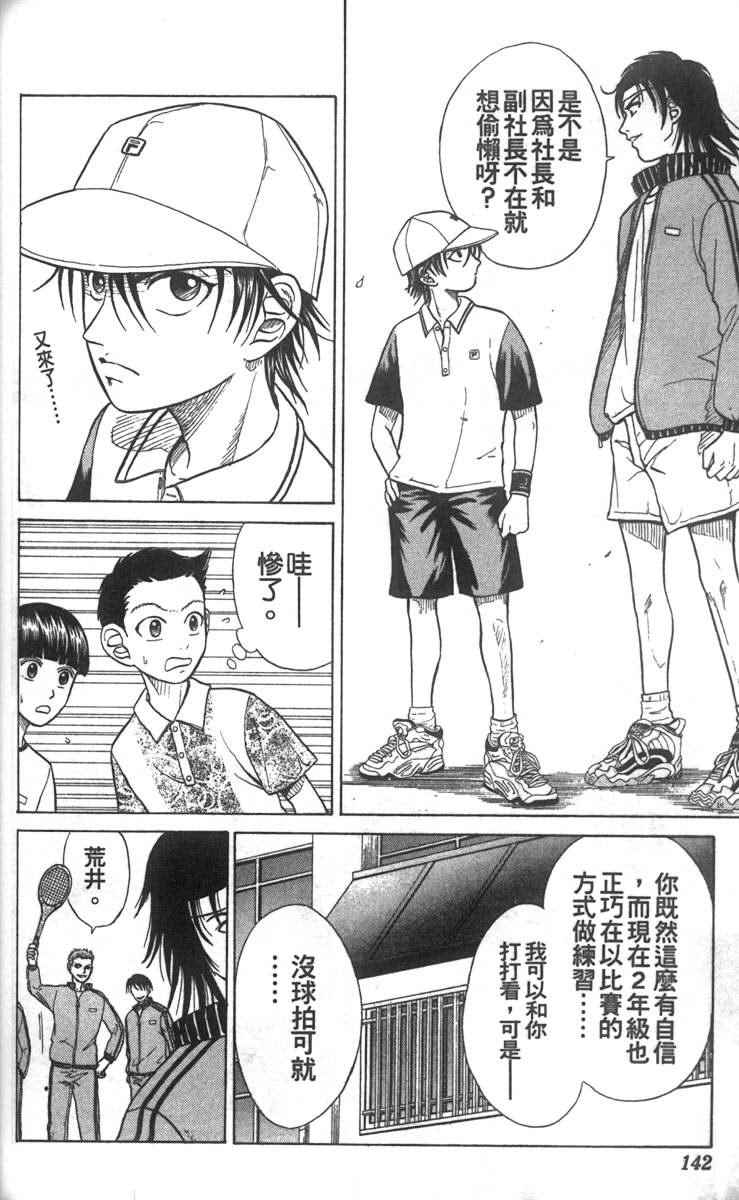 是不是
因爲社長和
副社長不在就
想偷懶呀？
又來了……
哇——
慘了。
你既然這麼有自信
，而現在２年級也
正巧在以比賽的
方式做練習……
我可以和你
打打看，可是——
沒球拍可就
……
荒井。
142